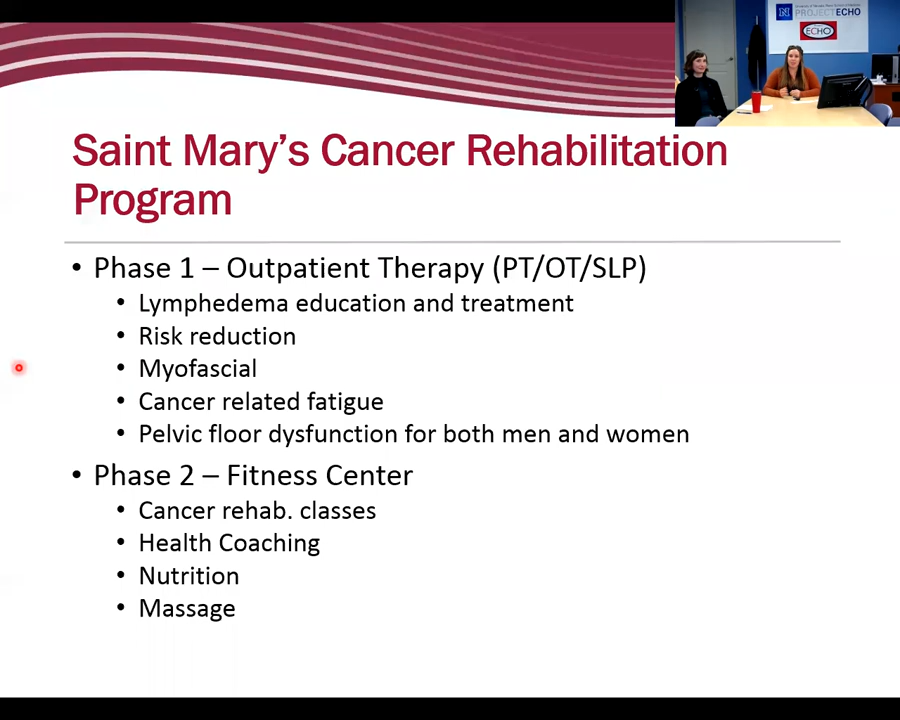 PROJECT ECHO
ECHO
Saint Mary's Cancer Rehabilitation
Program
• Phase 1 – Outpatient Therapy (PT/OT/SLP)
• Lymphedema education and treatment
• Risk reduction
• Myofascial
• Cancer related fatigue
• Pelvic floor dysfunction for both men and women
• Phase 2 – Fitness Center
• Cancer rehab. classes
• Health Coaching
• Nutrition
• Massage